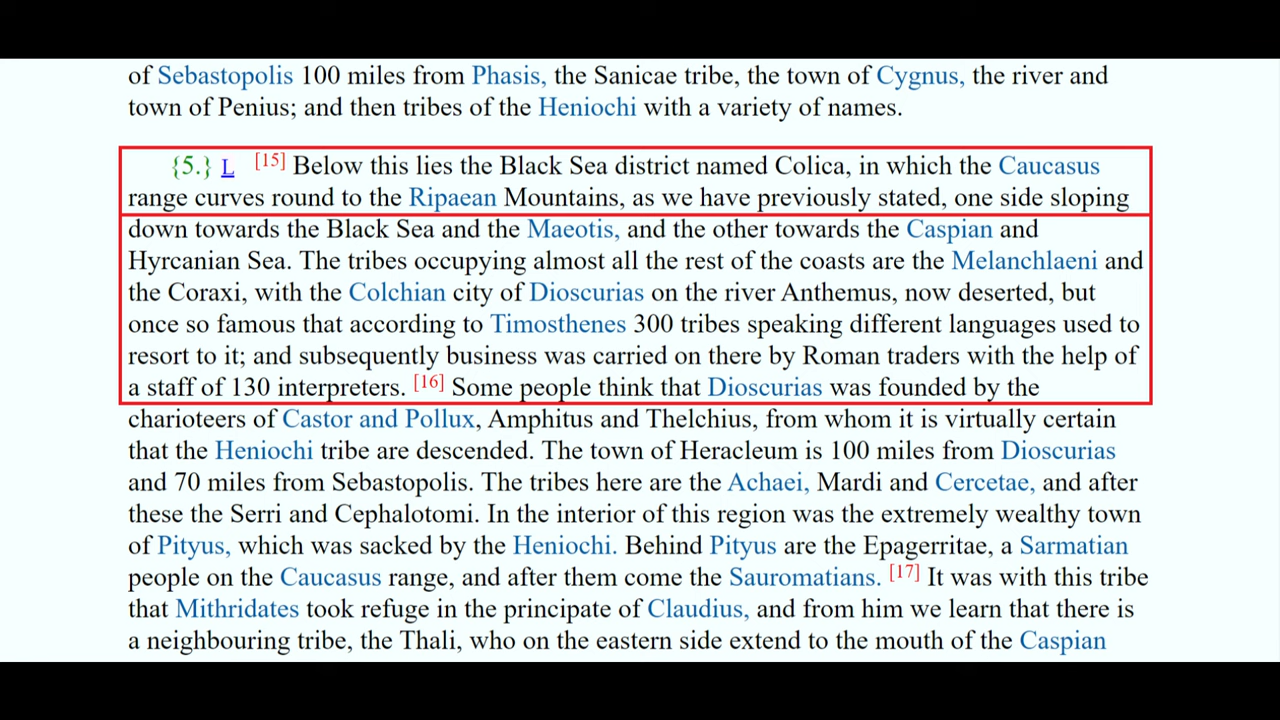 of Sebastopolis 100 miles from Phasis, the Sanicae tribe, the town of Cygnus, the river and
town of Penius; and then tribes of the Heniochi with a variety of names.
{5.} L [15] Below this lies the Black Sea district named Colica, in which the Caucasus
range curves round to the Ripaean Mountains, as we have previously stated, one side sloping
down towards the Black Sea and the Maeotis, and the other towards the Caspian and
Hyrcanian Sea. The tribes occupying almost all the rest of the coasts are the Melanchlaeni and
the Coraxi, with the Colchian city of Dioscurias on the river Anthemus, now deserted, but
once so famous that according to Timosthenes 300 tribes speaking different languages used to
resort to it; and subsequently business was carried on there by Roman traders with the help of
a staff of 130 interpreters. [16] Some people think that Dioscurias was founded by the
charioteers of Castor and Pollux, Amphitus and Thelchius, from whom it is virtually certain
that the Heniochi tribe are descended. The town of Heracleum is 100 miles from Dioscurias
and 70 miles from Sebastopolis. The tribes here are the Achaei, Mardi and Cercetae, and after
these the Serri and Cephalotomi. In the interior of this region was the extremely wealthy town
of Pityus, which was sacked by the Heniochi. Behind Pityus are the Epagerritae, a Sarmatian
people on the Caucasus range, and after them come the Sauromatians. [17] It was with this tribe
that Mithridates took refuge in the principate of Claudius, and from him we learn that there is
a neighbouring tribe, the Thali, who on the eastern side extend to the mouth of the Caspian